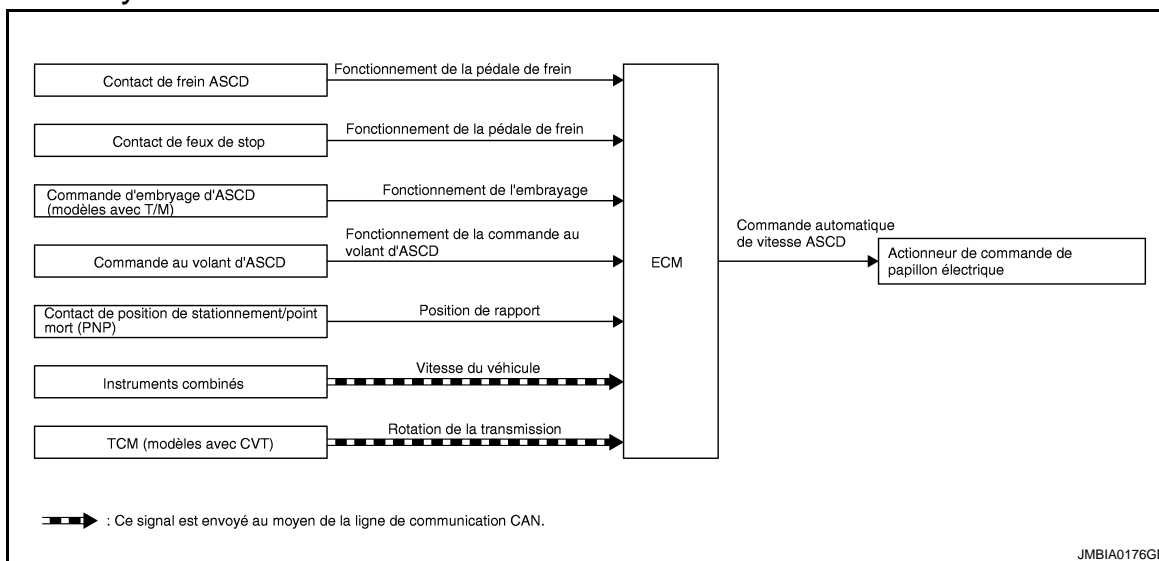 Contact de frein ASCD
Fonctionnement de la pédale de frein
Contact de feux de stop
Fonctionnement de la pédale de frein
Commande d'embryage d'ASCD
(modèles avec T/M)
Fonctionnement de l'embrayage
Commande au volant d'ASCD
Fonctionnement de la commande au
volant d'ASCD
Contact de position de stationnement/point
mort (PNP)
Position de rapport
Instruments combinés
Vitesse du véhicule
TCM (modèles avec CVT)
Rotation de la transmission
ECM
Commande automatique
de vitesse ASCD
Actionneur de commande de
papillon électrique
: Ce signal est envoyé au moyen de la ligne de communication CAN.